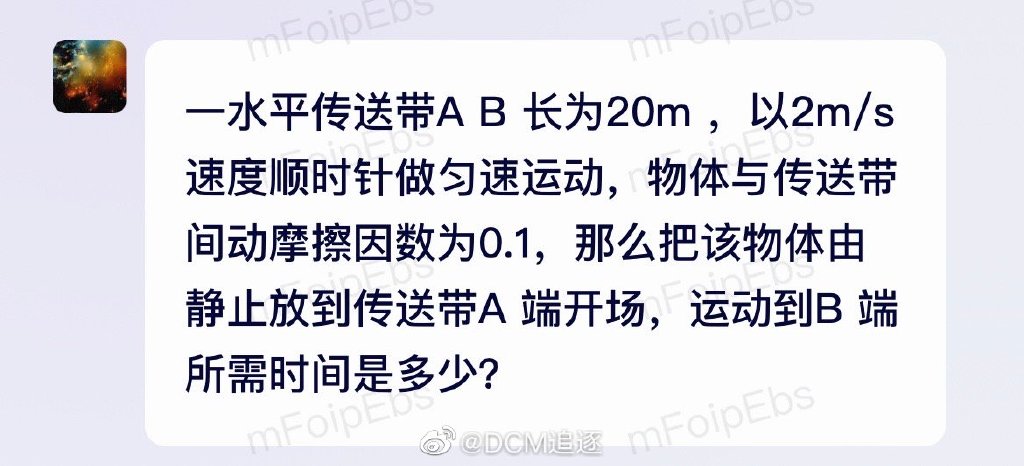 mFoipEbs mFoipEbs
一水平传送带A B 长为20m ，以2m/s
速度顺时针做匀速运动，物体与传送带
间动摩擦因数为0.1，那么把该物体由
静止放到传送带A 端开场，运动到B 端
所需时间是多少？
mFoipEbs mFoipEbs
mFoipEbs mFoipEbs
mFoipEbs mFoipEbs
@DCM追逐